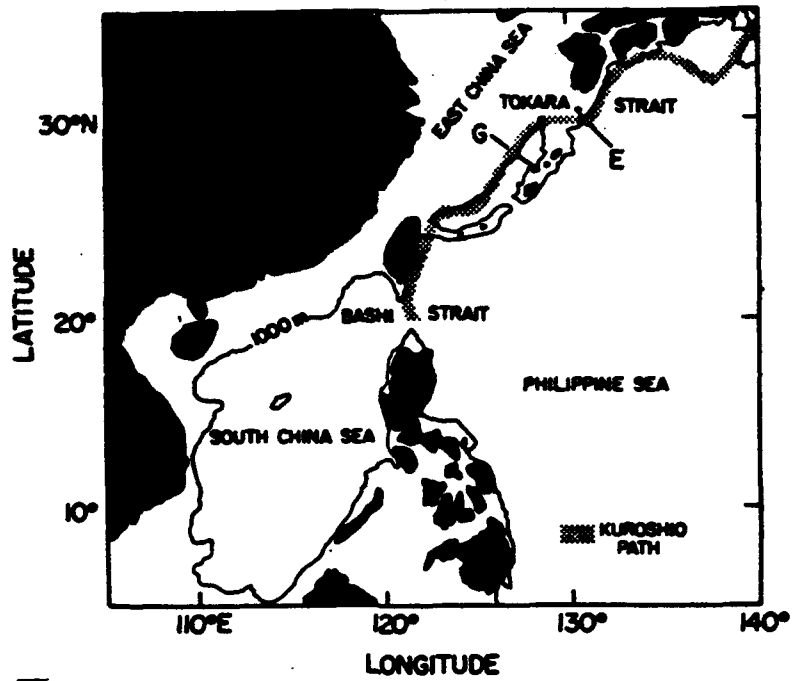 EAST CHINA SEA
TOKARA STRAIT
30°N
G
E
LATITUDE
1000 m
BASHI STRAIT
20°
PHILIPPINE SEA
SOUTH CHINA SEA
10°
KUROSHIO
PATH
110°E 120° 130° 140°
LONGITUDE